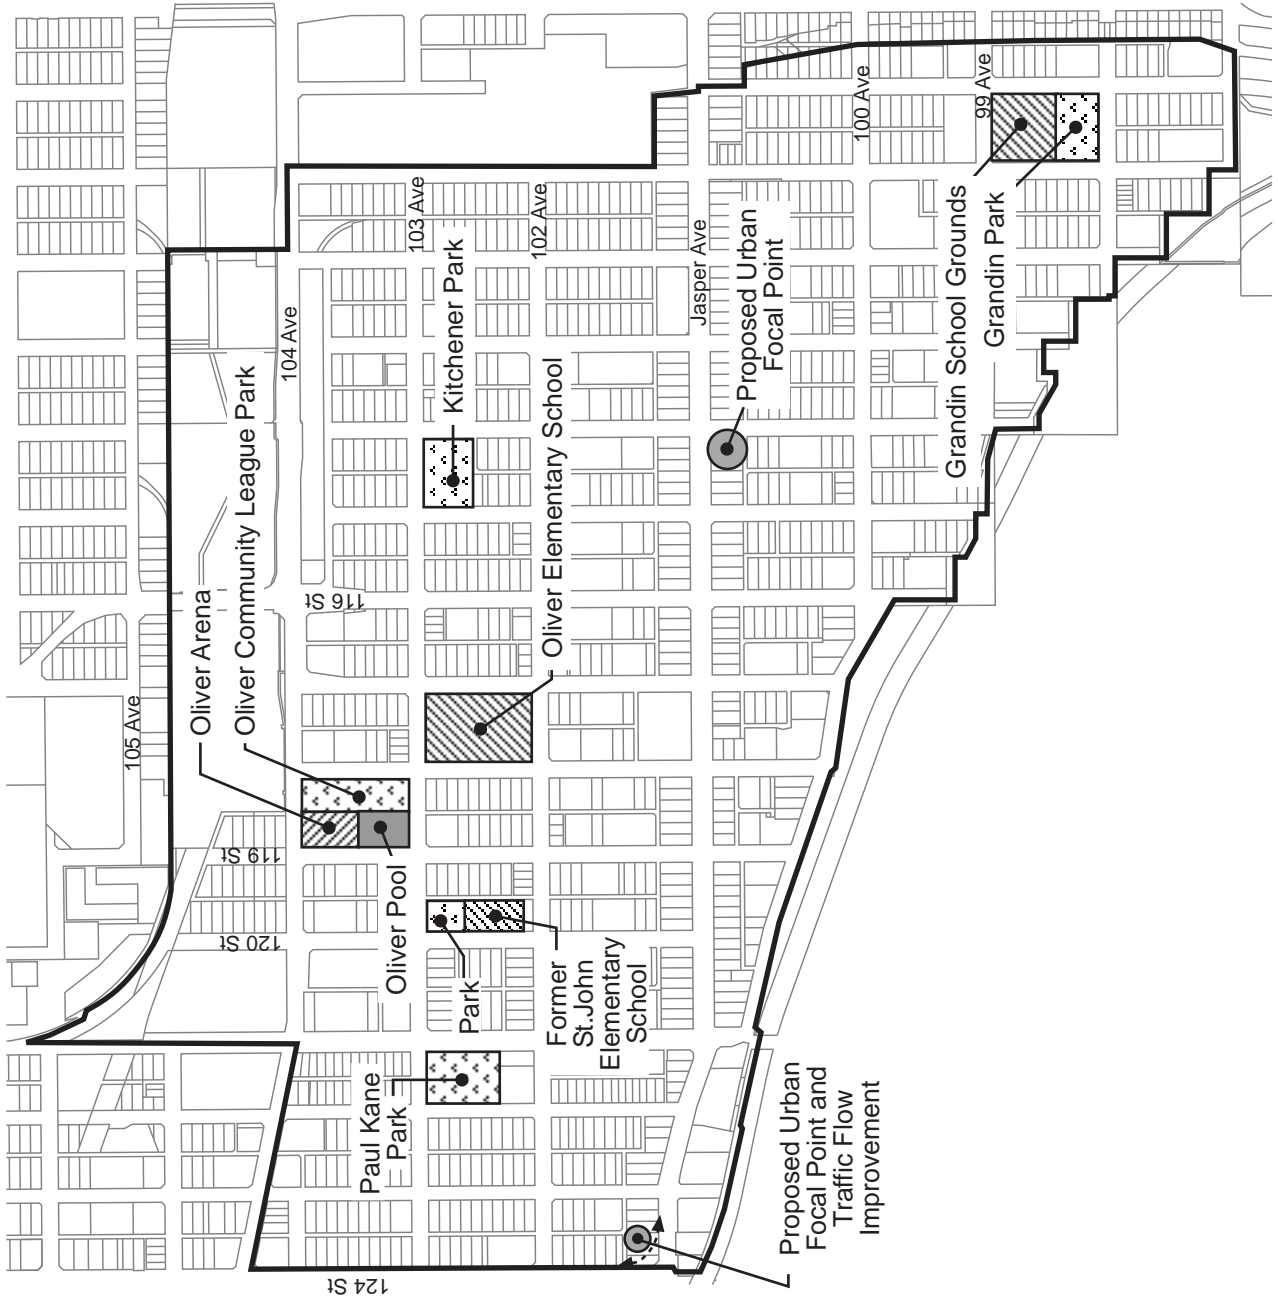 105 Ave
Oliver Arena
Oliver Community League Park
104 Ave
103 Ave
Kitchener Park
102 Ave
Oliver Elementary School
Jasper Ave
Proposed Urban
Focal Point
100 Ave
99 Ave
Grandin School Grounds
Grandin Park
116 St
119 St
120 St
124 St
Oliver Pool
Park
Former
St.John
Elementary
School
Paul Kane
Park
Proposed Urban
Focal Point and
Traffic Flow
Improvement